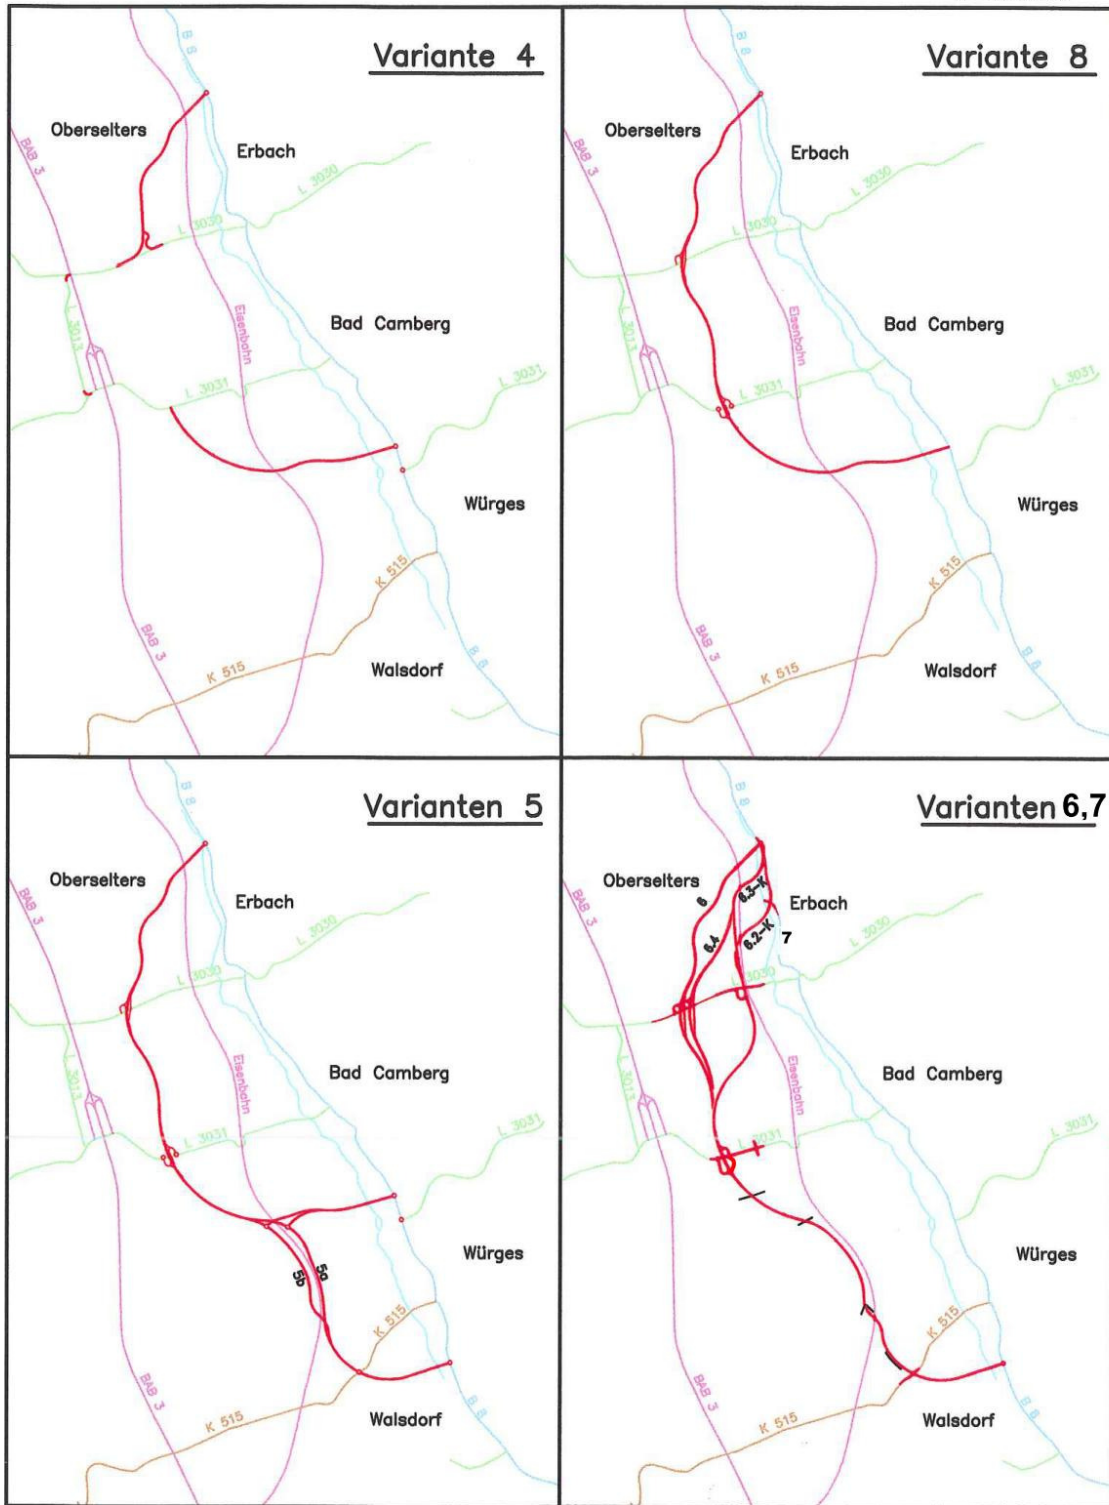 Variante 4
B 8
Oberselters
Erbach
BAB 3
L 3030
L 3030
L 3013
Eisenbahn
Bad Camberg
L 3031
L 3031
Würges
K 515
BAB 3
K 515
Walsdorf
B 8
Variante 8
B 8
Oberselters
Erbach
BAB 3
L 3030
L 3030
L 3013
Eisenbahn
Bad Camberg
L 3031
L 3031
Würges
K 515
BAB 3
K 515
Walsdorf
B 8
Varianten 5
B 8
Oberselters
Erbach
BAB 3
L 3030
L 3030
L 3013
Eisenbahn
Bad Camberg
L 3031
L 3031
Würges
5b
5a
K 515
BAB 3
K 515
Walsdorf
B 8
Varianten 6,7
B 8
Oberselters
6
6.3-K
Erbach
6.4
6.2-K
7
BAB 3
L 3030
L 3030
L 3013
Eisenbahn
Bad Camberg
L 3031
L 3031
Würges
K 515
BAB 3
K 515
Walsdorf
B 8